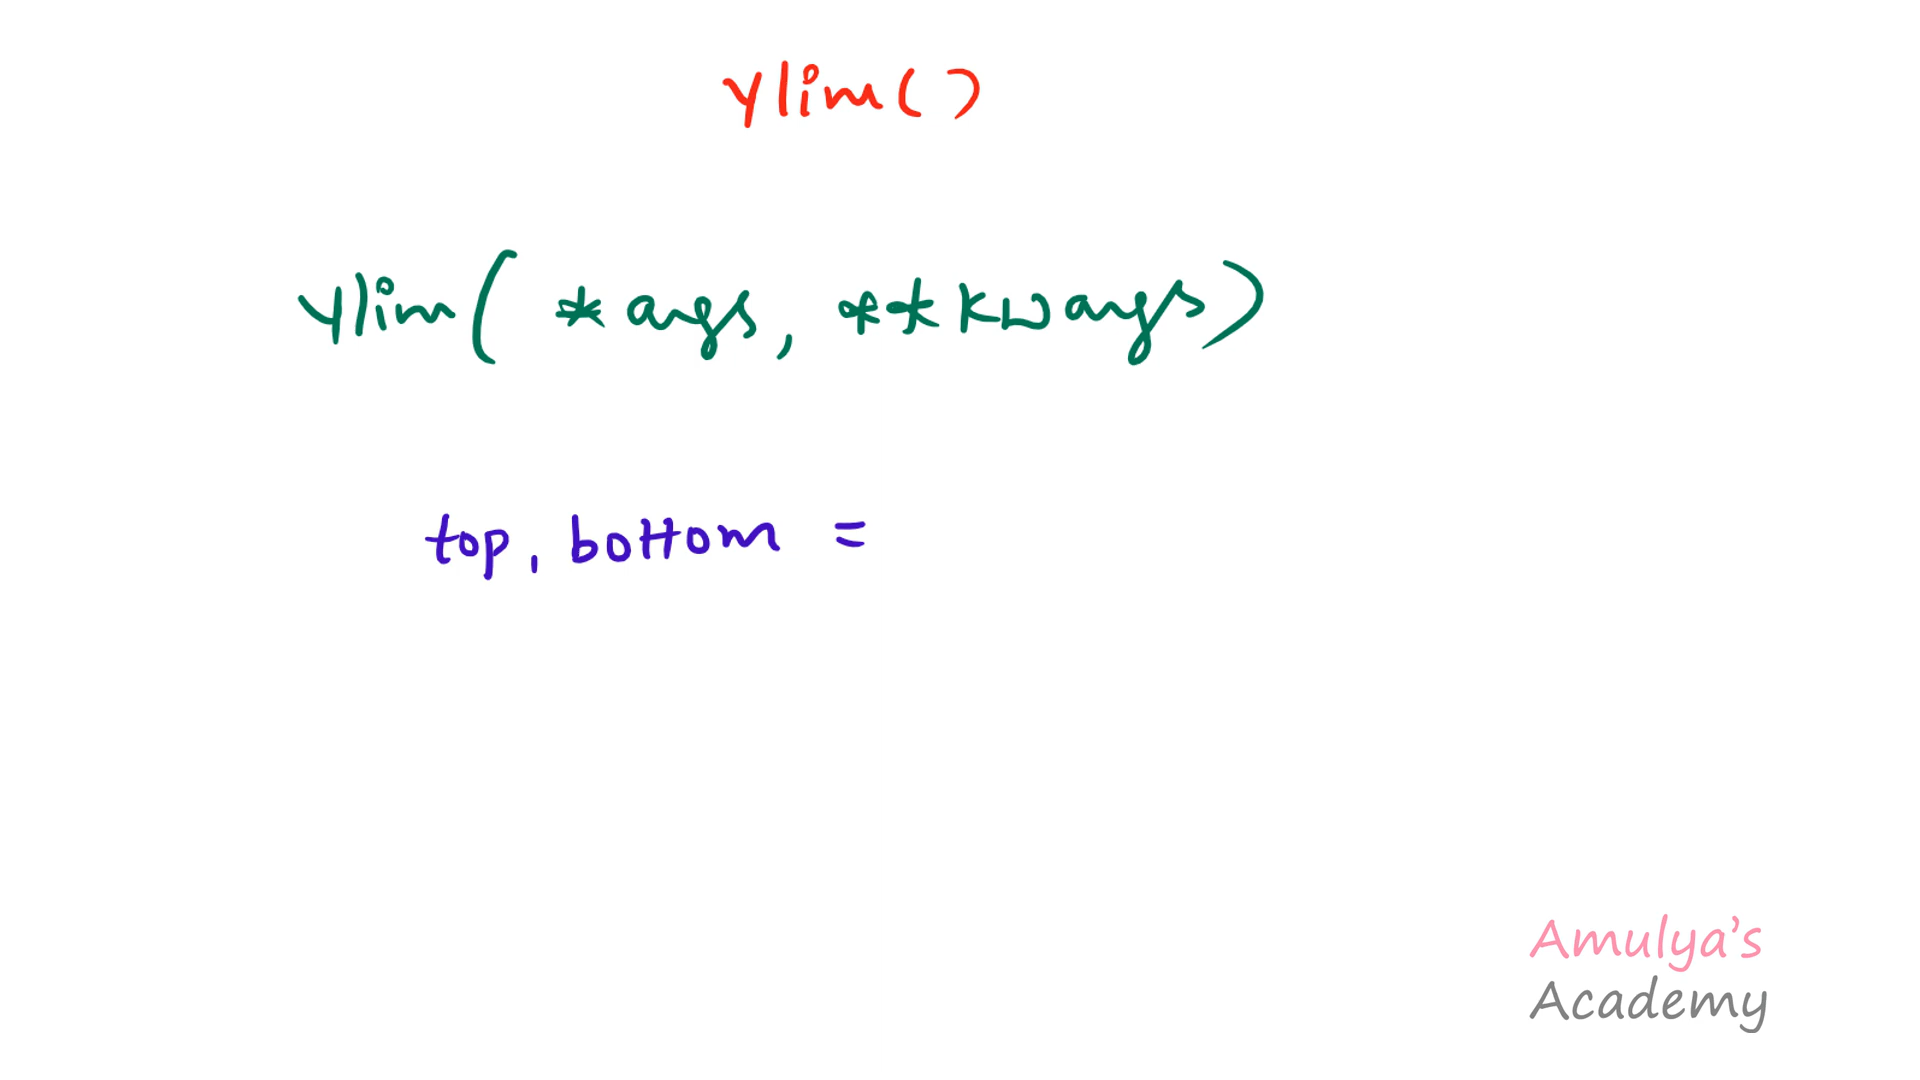 ylim()
ylim( *args, **kwargs)
top, bottom =
Amulya's
Academy